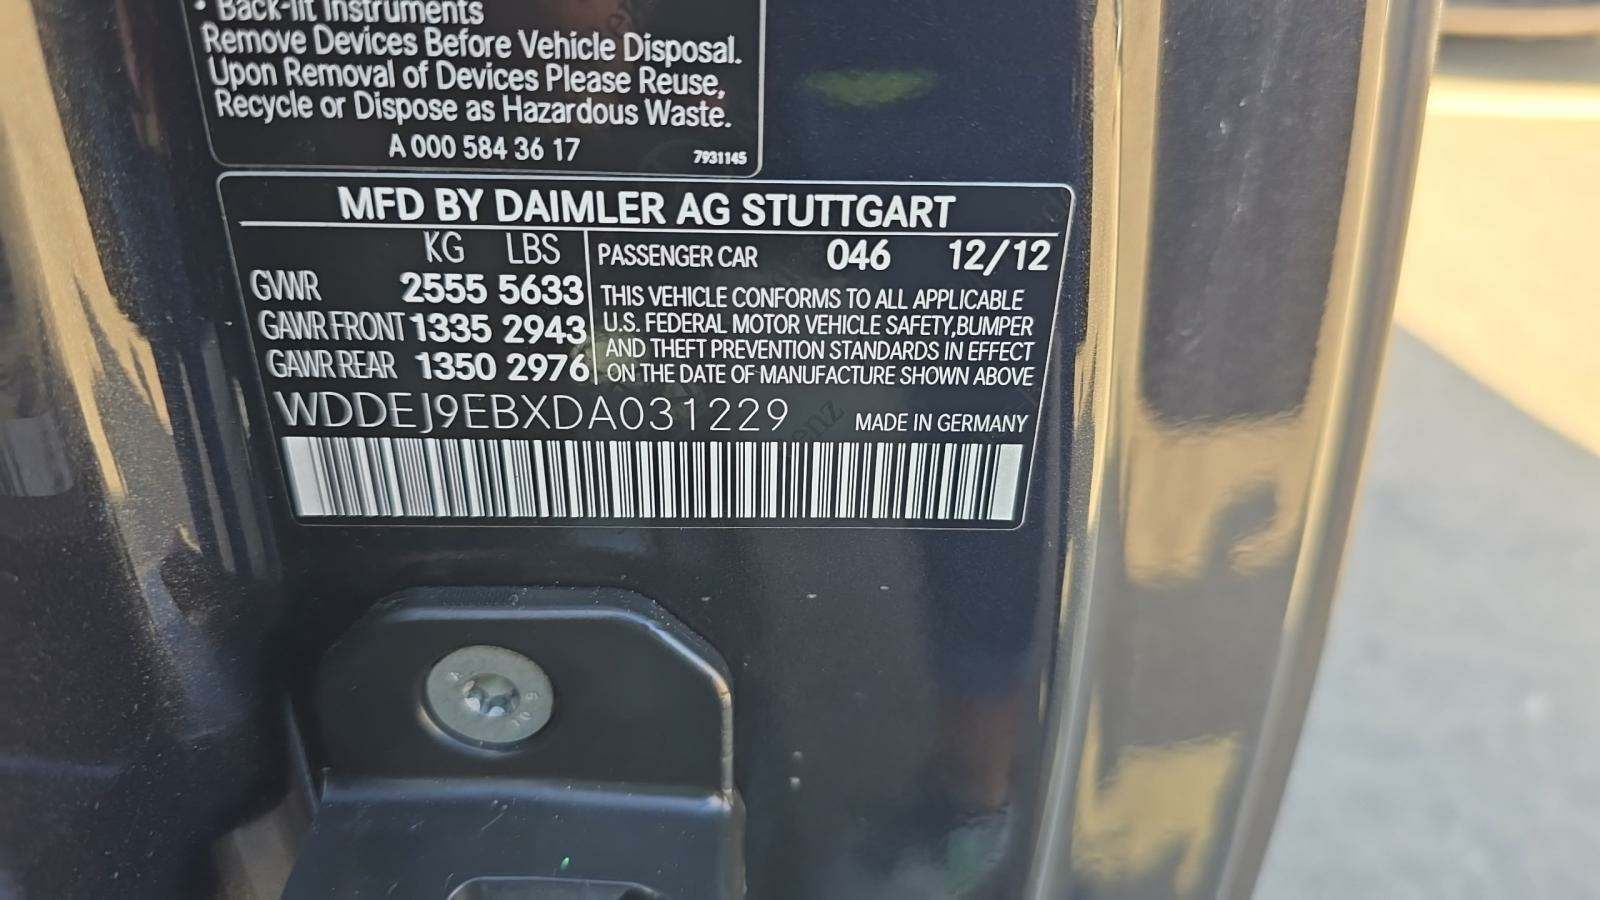 • Back-lit Instruments
Remove Devices Before Vehicle Disposal.
Upon Removal of Devices Please Reuse,
Recycle or Dispose as Hazardous Waste.
A 000 584 36 17 7931145
MFD BY DAIMLER AG STUTTGART
KG LBS
GVWR 2555 5633
GAWR FRONT 1335 2943
GAWR REAR 1350 2976
PASSENGER CAR 046 12/12
THIS VEHICLE CONFORMS TO ALL APPLICABLE
U.S. FEDERAL MOTOR VEHICLE SAFETY,BUMPER
AND THEFT PREVENTION STANDARDS IN EFFECT
ON THE DATE OF MANUFACTURE SHOWN ABOVE
WDDEJ9EBXDA031229 MADE IN GERMANY